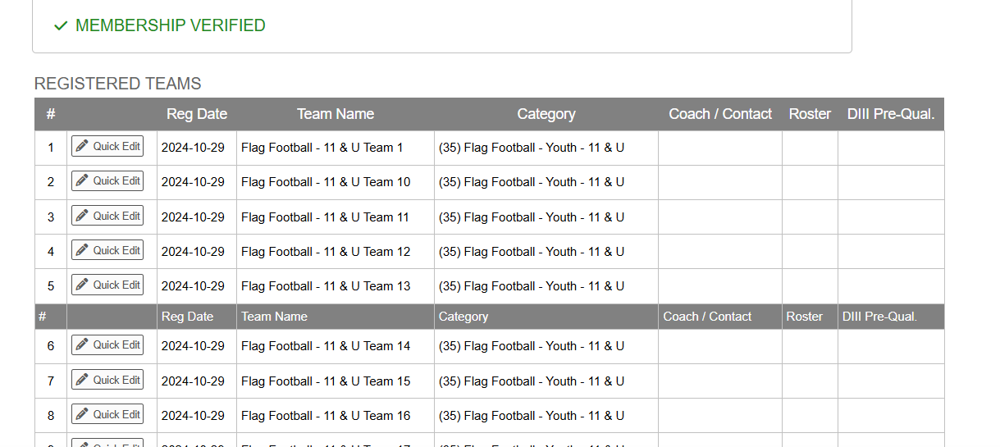 MEMBERSHIP VERIFIED
REGISTERED TEAMS
# Reg Date Team Name Category Coach / Contact Roster DIII Pre-Qual.
1 Quick Edit 2024-10-29 Flag Football - 11 & U Team 1 (35) Flag Football - Youth - 11 & U
2 Quick Edit 2024-10-29 Flag Football - 11 & U Team 10 (35) Flag Football - Youth - 11 & U
3 Quick Edit 2024-10-29 Flag Football - 11 & U Team 11 (35) Flag Football - Youth - 11 & U
4 Quick Edit 2024-10-29 Flag Football - 11 & U Team 12 (35) Flag Football - Youth - 11 & U
5 Quick Edit 2024-10-29 Flag Football - 11 & U Team 13 (35) Flag Football - Youth - 11 & U
# Reg Date Team Name Category Coach / Contact Roster DIII Pre-Qual.
6 Quick Edit 2024-10-29 Flag Football - 11 & U Team 14 (35) Flag Football - Youth - 11 & U
7 Quick Edit 2024-10-29 Flag Football - 11 & U Team 15 (35) Flag Football - Youth - 11 & U
8 Quick Edit 2024-10-29 Flag Football - 11 & U Team 16 (35) Flag Football - Youth - 11 & U